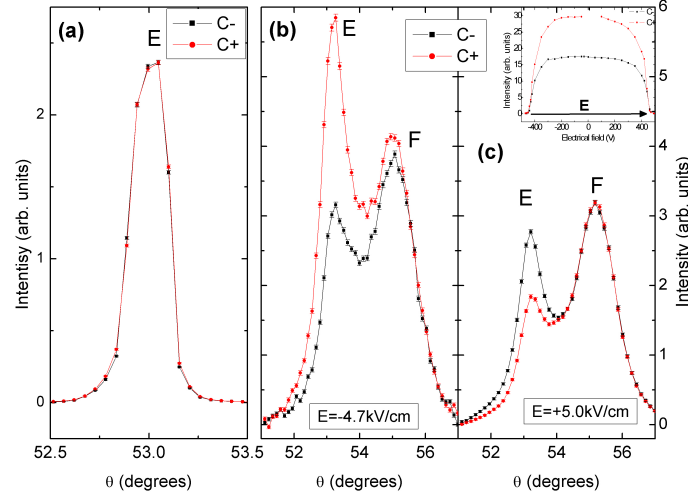 (a)
E
C-
C+
Intentisy (arb. units)
2
1
0
52.5
53.0
53.5
θ (degrees)
(b)
E
F
C-
C+
E=-4.7kV/cm
52
54
56
θ (degrees)
(c)
E
F
E=+5.0kV/cm
52
54
56
θ (degrees)
6
5
4
3
2
1
0
Intensity (arb. units)
C-
C+
Intensity (arb. units)
30
25
20
15
10
5
0
E
-400
-200
0
200
400
Electrical field (V)